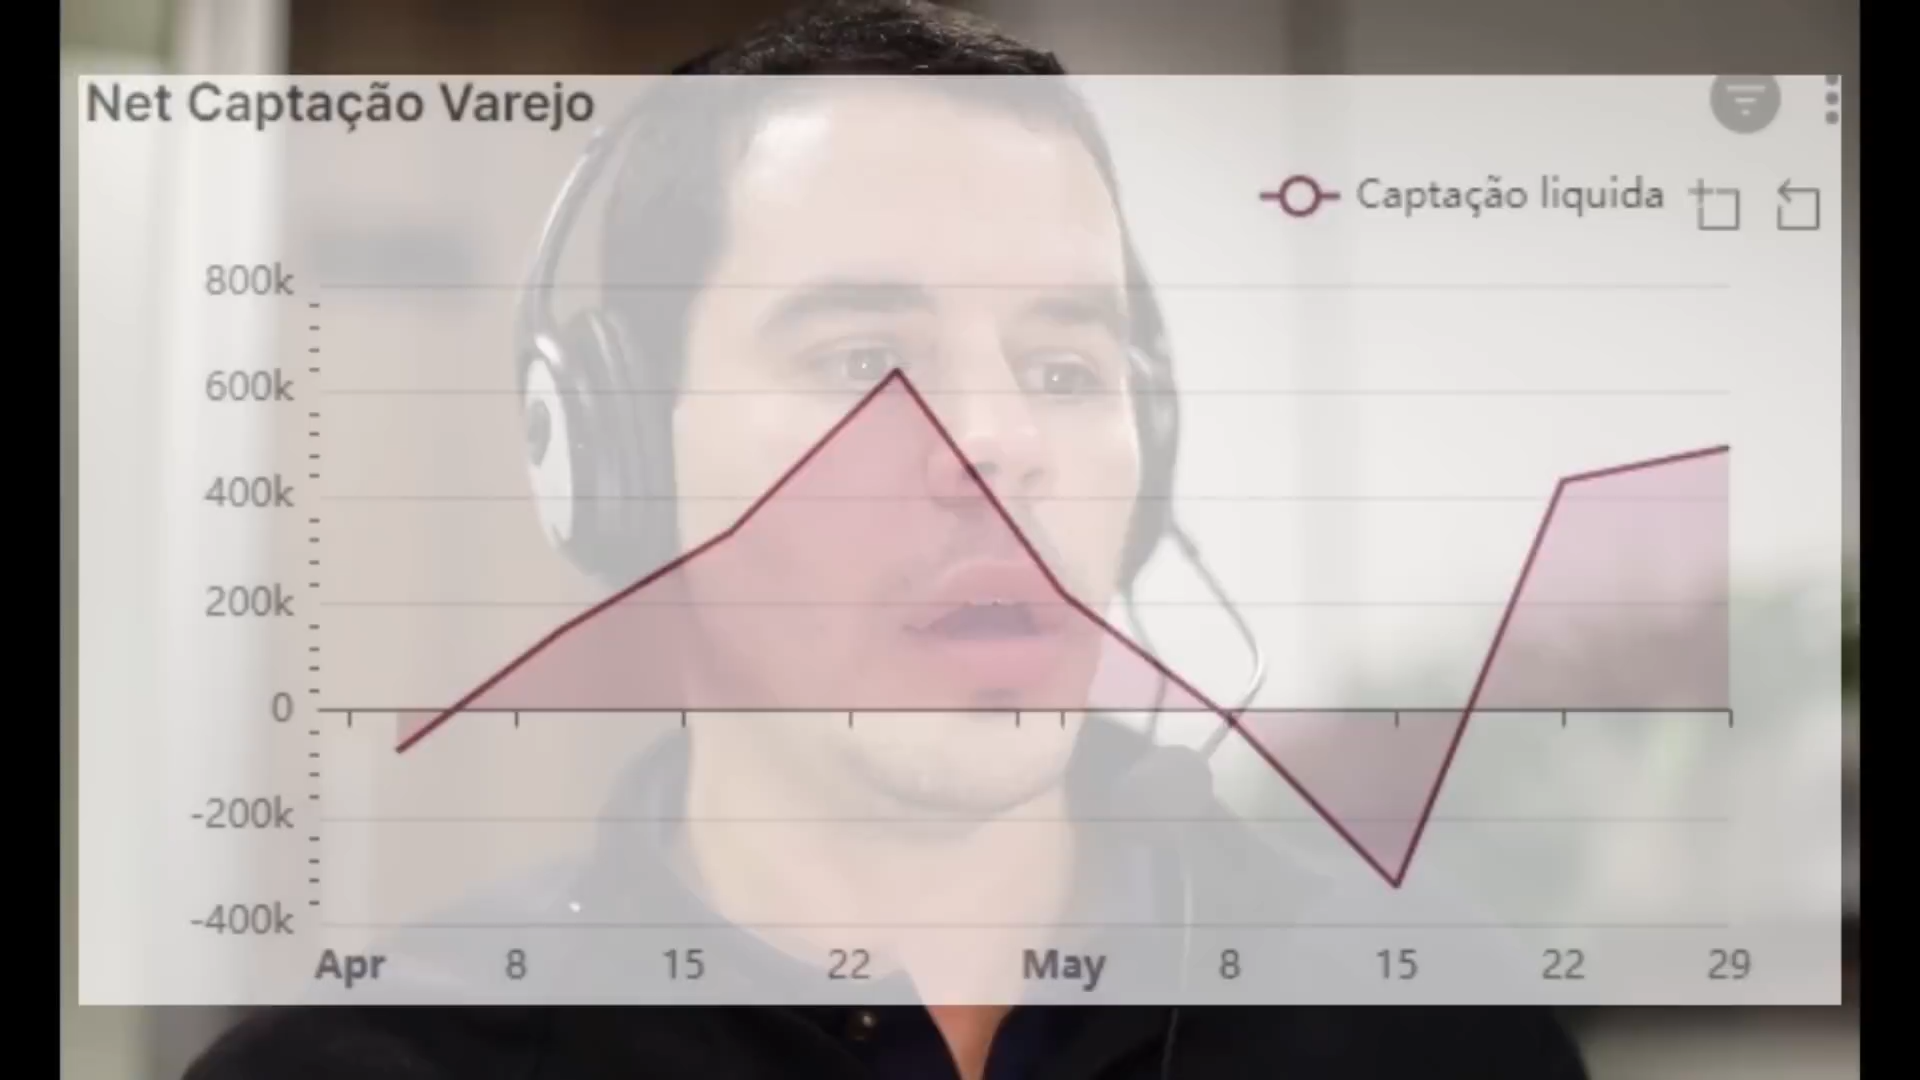 Net Captação Varejo
Captação liquida
800k
600k
400k
200k
0
-200k
-400k
Apr 8 15 22 May 8 15 22 29